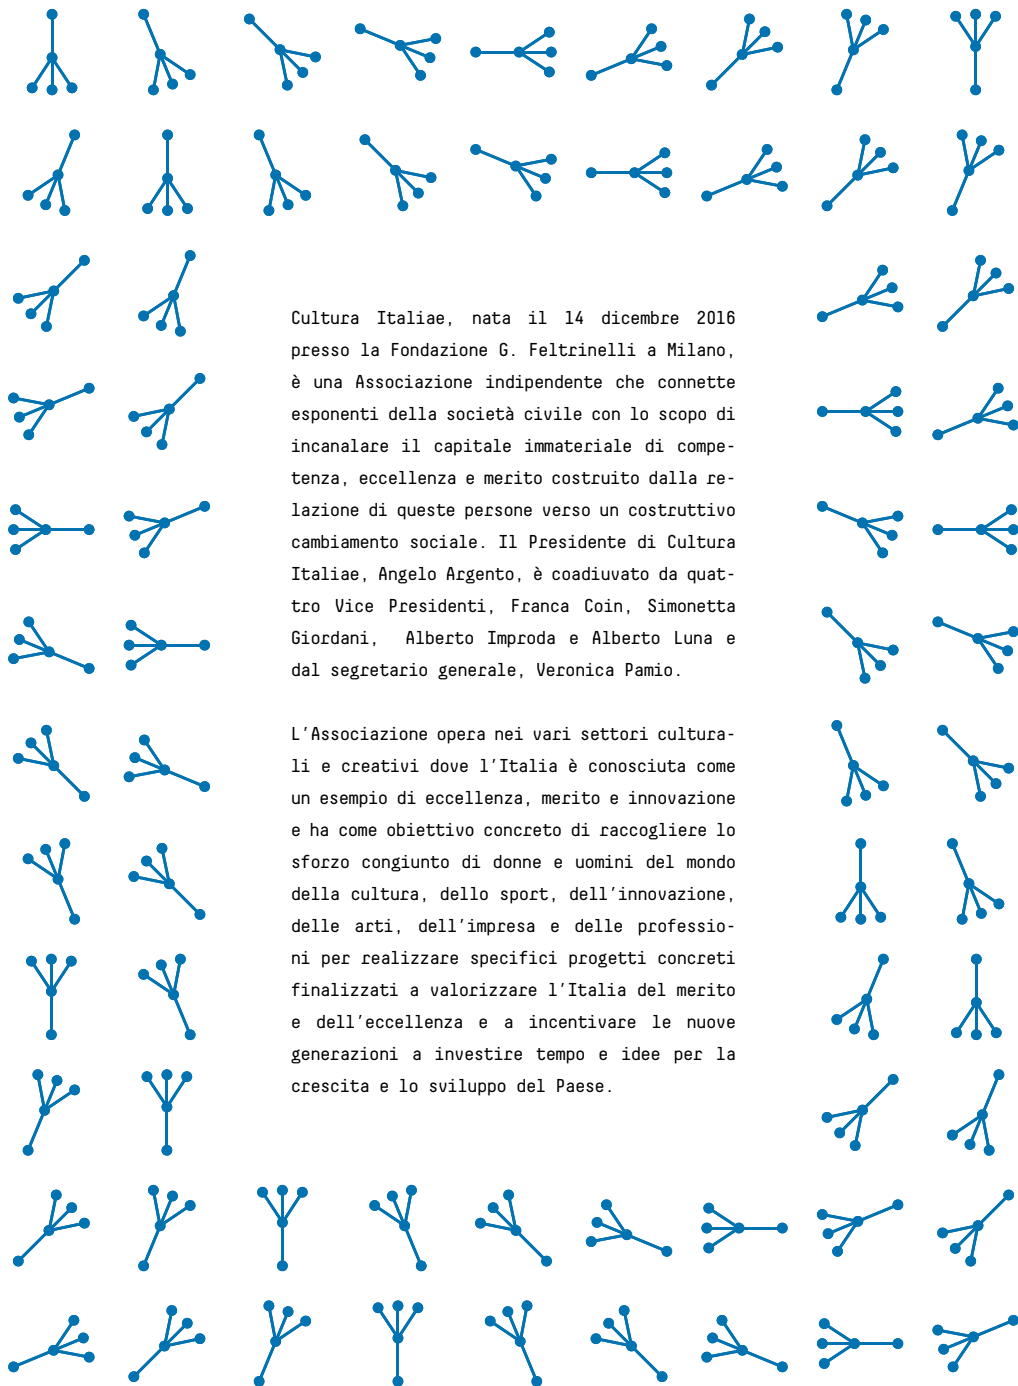 Cultura Italiae, nata il 14 dicembre 2016
presso la Fondazione G. Feltrinelli a Milano,
è una Associazione indipendente che connette
esponenti della società civile con lo scopo di
incanalare il capitale immateriale di compe-
tenza, eccellenza e merito costruito dalla re-
lazione di queste persone verso un costruttivo
cambiamento sociale. Il Presidente di Cultura
Italiae, Angelo Argento, è coadiuvato da quat-
tro Vice Presidenti, Franca Coin, Simonetta
Giordani, Alberto Improda e Alberto Luna e
dal segretario generale, Veronica Pamio.
L'Associazione opera nei vari settori cultura-
li e creativi dove l'Italia è conosciuta come
un esempio di eccellenza, merito e innovazione
e ha come obiettivo concreto di raccogliere lo
sforzo congiunto di donne e uomini del mondo
della cultura, dello sport, dell'innovazione,
delle arti, dell'impresa e delle professio-
ni per realizzare specifici progetti concreti
finalizzati a valorizzare l'Italia del merito
e dell'eccellenza e a incentivare le nuove
generazioni a investire tempo e idee per la
crescita e lo sviluppo del Paese.